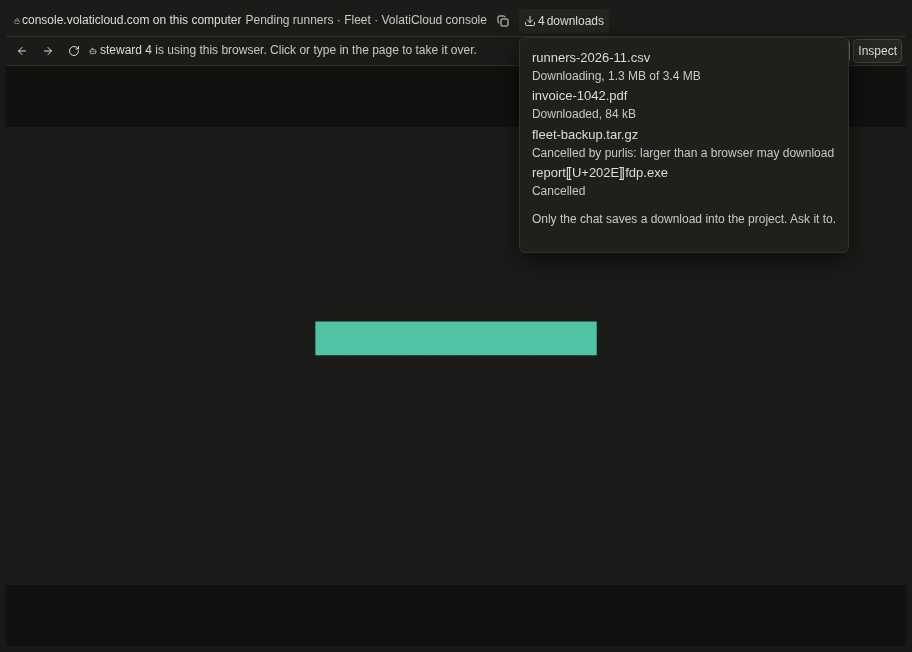 console.volaticloud.com on this computer Pending runners · Fleet · VolatiCloud console
4 downloads
steward 4 is using this browser. Click or type in the page to take it over.
Inspect
runners-2026-11.csv
Downloading, 1.3 MB of 3.4 MB
invoice-1042.pdf
Downloaded, 84 kB
fleet-backup.tar.gz
Cancelled by purlis: larger than a browser may download
report⟦U+202E⟧fdp.exe
Cancelled
Only the chat saves a download into the project. Ask it to.